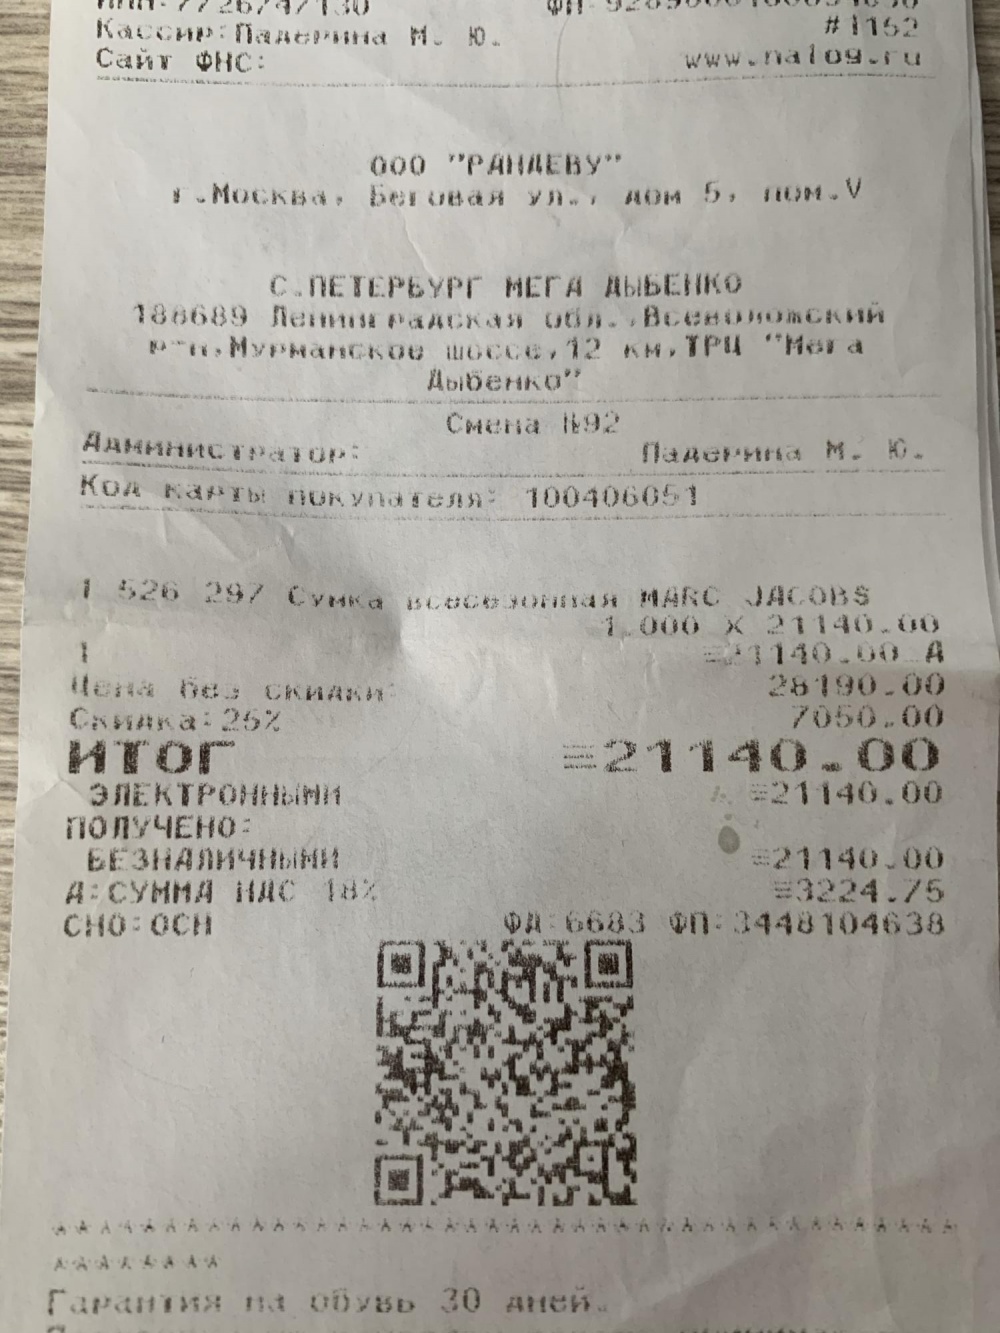 Кассир:Падерина М. Ю. #1152
Сайт ФНС: www.nalog.ru
ООО "РАНДЕВУ"
г.Москва, Беговая ул., дом 5, пом.V
С.ПЕТЕРБУРГ МЕГА ДЫБЕНКО
188689 Ленинградская обл.,Всеволожский
р-н,Мурманское шоссе,12 км,ТРЦ "Мега
Дыбенко"
Смена №92
Администратор: Падерина М. Ю.
Код карты покупателя: 100406051
1 526 297 Сумка всесезонная MARC JACOBS
1.000 X 21140.00
1 =21140.00 А
Цена без скидки: 28190.00
Скидка:25% 7050.00
ИТОГ =21140.00
ЭЛЕКТРОННЫМИ =21140.00
ПОЛУЧЕНО:
БЕЗНАЛИЧНЫМИ =21140.00
А:СУММА НДС 18% =3224.75
СНО:ОСН ФД:6683 ФП:3448104638
****************************************
********
Гарантия на обувь 30 дней.